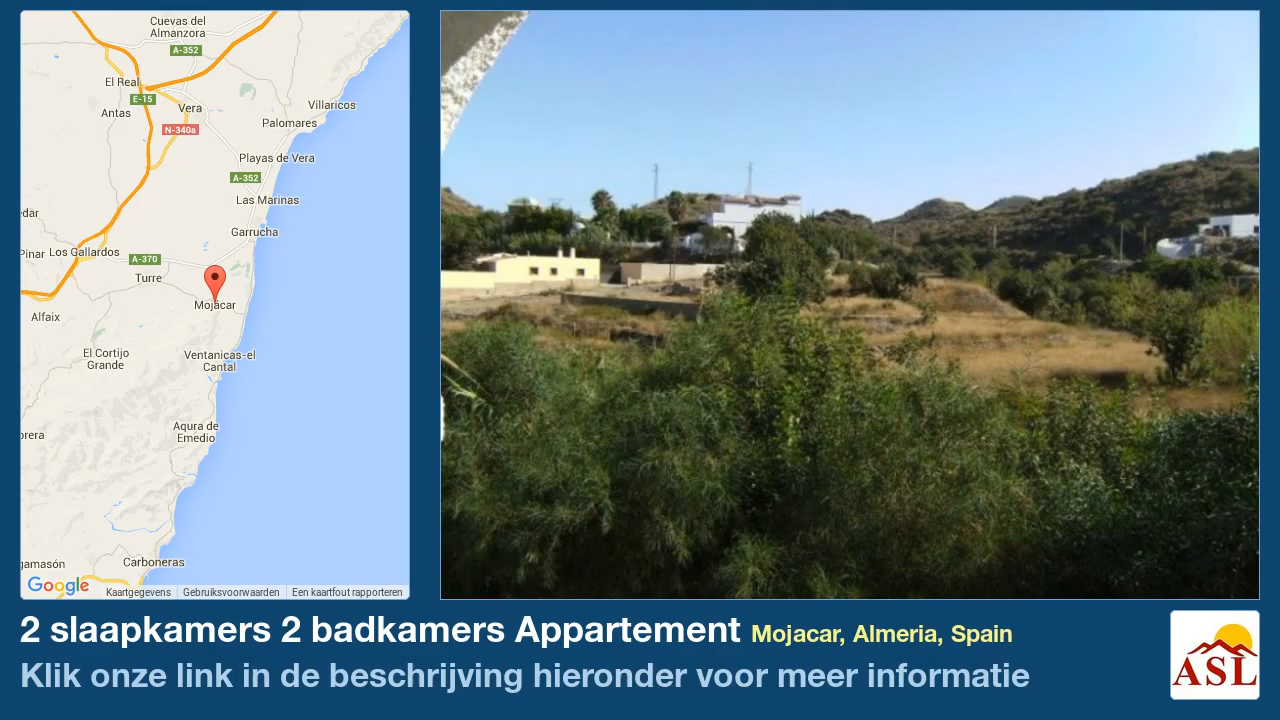 Cuevas del
Almanzora
A-352
El Real
E-15
Antas
Vera
Villaricos
N-340a
Palomares
Playas de Vera
A-352
Las Marinas
Garrucha
Pinar
Los Gallardos
A-370
Turre
Mojácar
Alfaix
El Cortijo
Grande
Ventanicas-el
Cantal
Aqura de
Emedio
Carboneras
Google
Kaartgegevens
Gebruiksvoorwaarden
Een kaartfout rapporteren
2 slaapkamers 2 badkamers Appartement Mojacar, Almeria, Spain
Klik onze link in de beschrijving hieronder voor meer informatie
ASL